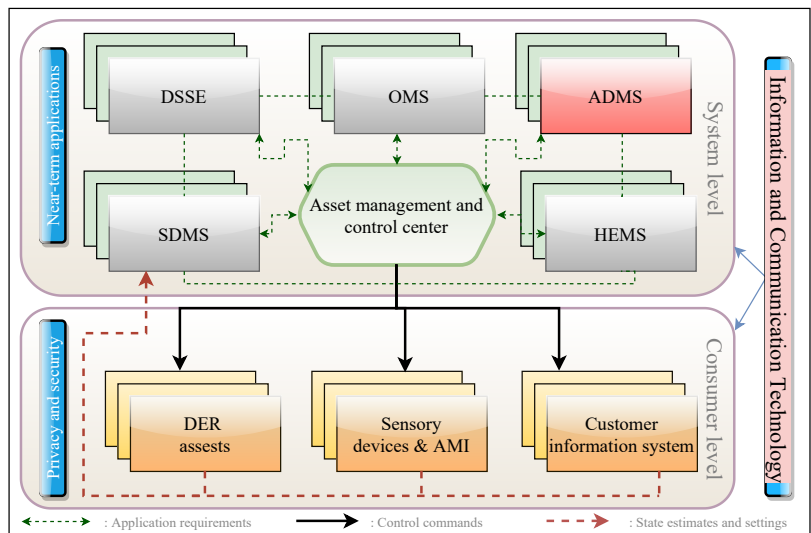 Near-term applications
DSSE
OMS
ADMS
System level
Asset management and
control center
SDMS
HEMS
Information and Communication Technology
Privacy and security
Consumer level
DER
assests
Sensory
devices & AMI
Customer
information system
: Application requirements
: Control commands
: State estimates and settings